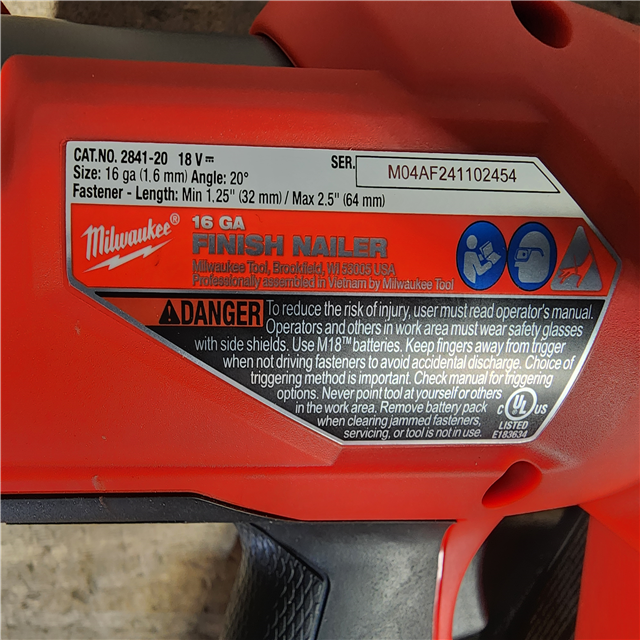 CAT.NO. 2841-20 18 V⎓
SER. M04AF241102454
Size: 16 ga (1.6 mm) Angle: 20°
Fastener - Length: Min 1.25" (32 mm) / Max 2.5" (64 mm)
Milwaukee®
16 GA
FINISH NAILER
Milwaukee Tool, Brookfield, WI 53005 USA
Professionally assembled in Vietnam by Milwaukee Tool
⚠DANGER To reduce the risk of injury, user must read operator's manual.
Operators and others in work area must wear safety glasses
with side shields. Use M18™ batteries. Keep fingers away from trigger
when not driving fasteners to avoid accidental discharge. Choice of
triggering method is important. Check manual for triggering
options. Never point tool at yourself or others
in the work area. Remove battery pack
when clearing jammed fasteners,
servicing, or tool is not in use.
c UL US
LISTED
E183634